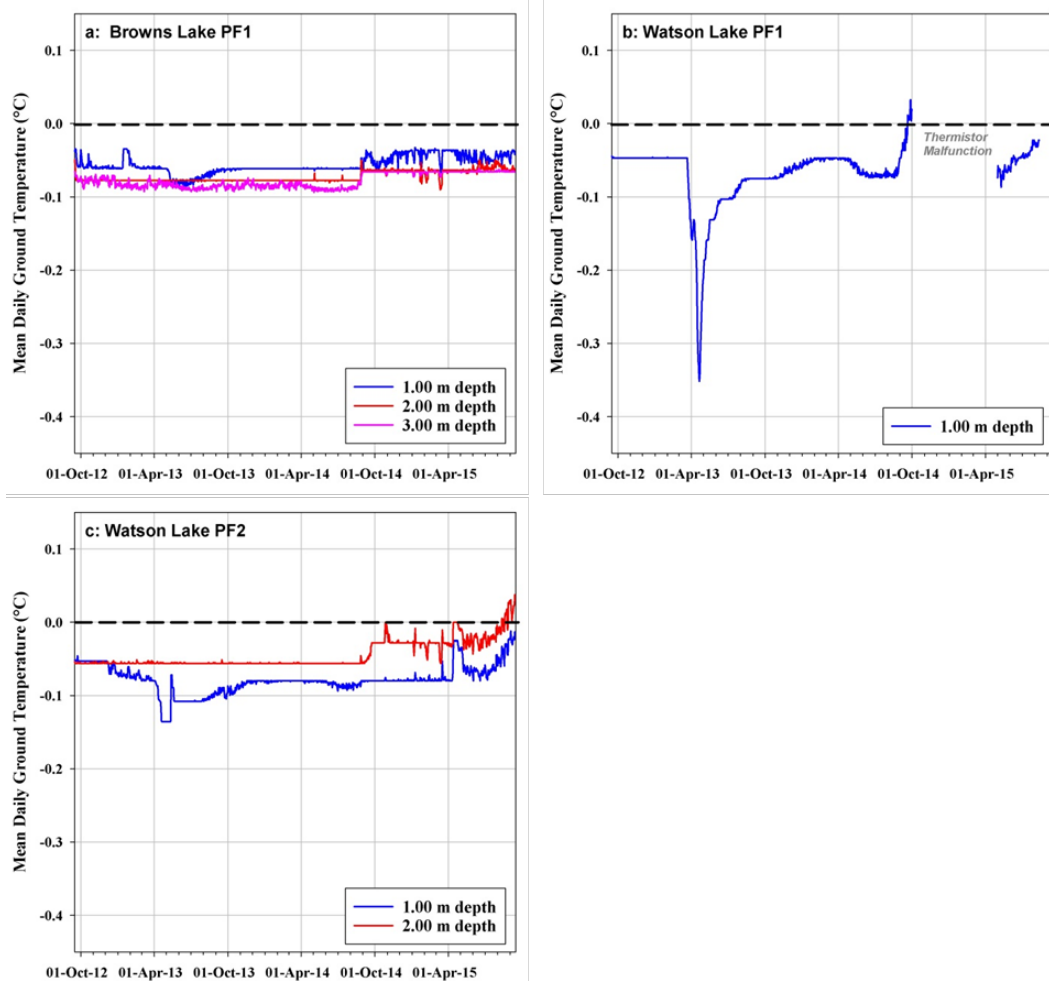 a: Browns Lake PF1
Mean Daily Ground Temperature (°C)
0.1
0.0
-0.1
-0.2
-0.3
-0.4
1.00 m depth
2.00 m depth
3.00 m depth
01-Oct-12 01-Apr-13 01-Oct-13 01-Apr-14 01-Oct-14 01-Apr-15
b: Watson Lake PF1
Mean Daily Ground Temperature (°C)
0.1
0.0
-0.1
-0.2
-0.3
-0.4
Thermistor
Malfunction
1.00 m depth
01-Oct-12 01-Apr-13 01-Oct-13 01-Apr-14 01-Oct-14 01-Apr-15
c: Watson Lake PF2
Mean Daily Ground Temperature (°C)
0.1
0.0
-0.1
-0.2
-0.3
-0.4
1.00 m depth
2.00 m depth
01-Oct-12 01-Apr-13 01-Oct-13 01-Apr-14 01-Oct-14 01-Apr-15